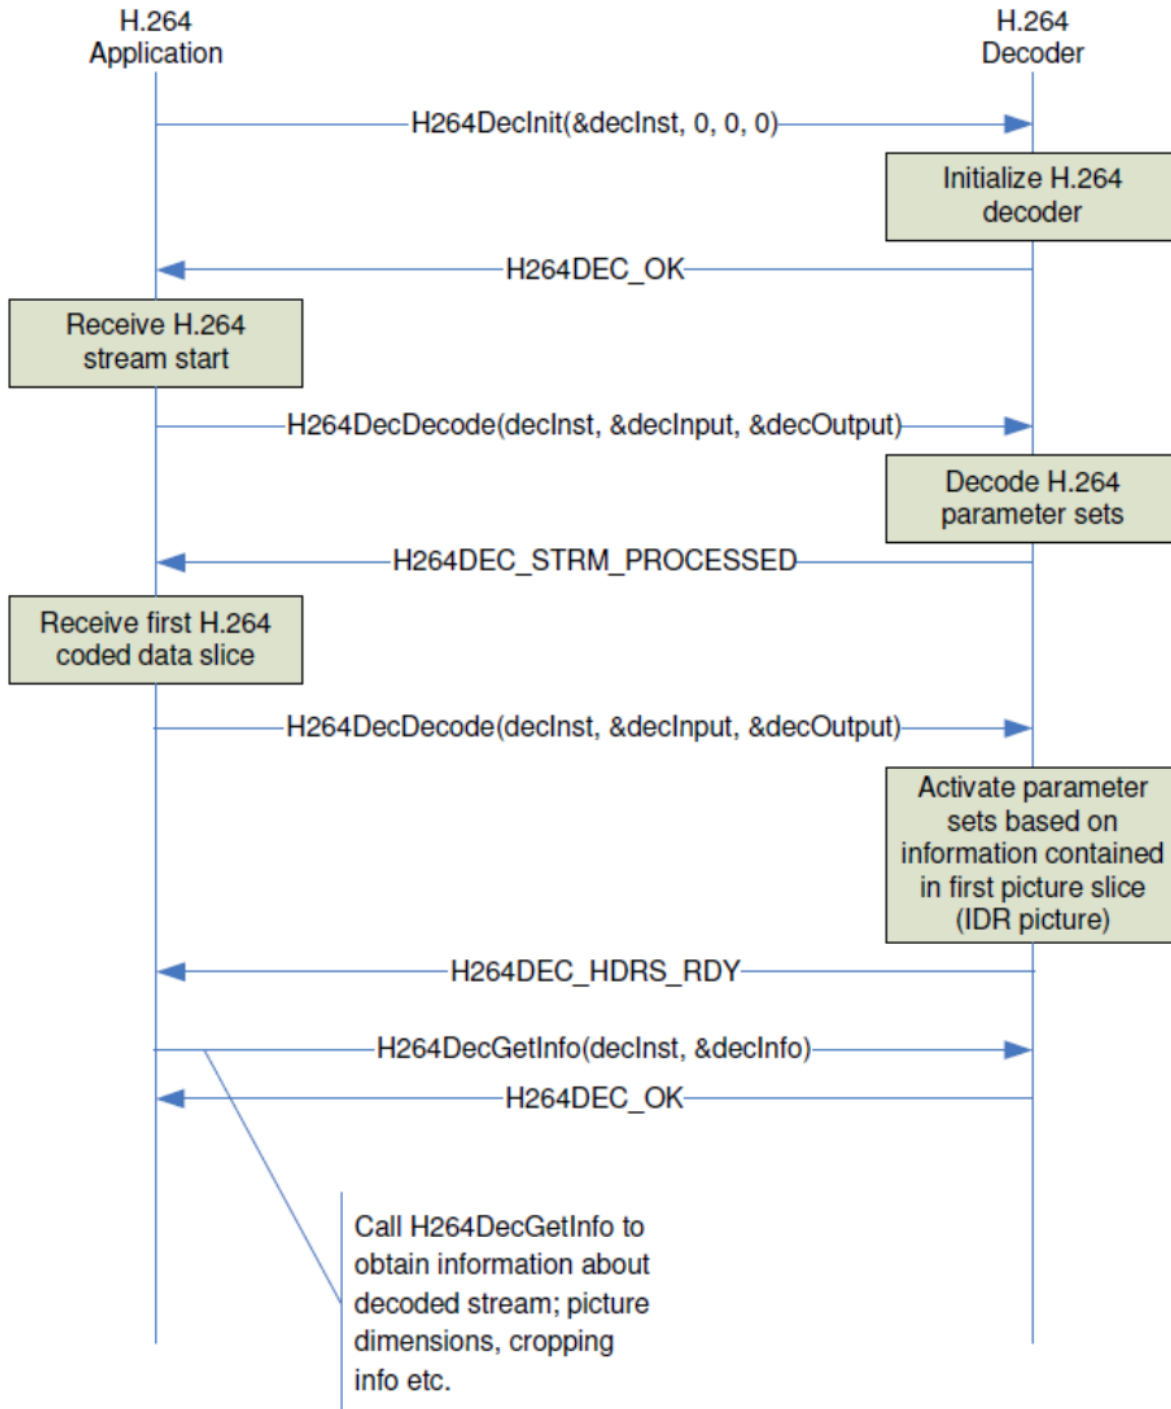 H.264
Application
H.264
Decoder
H264DecInit(&decInst, 0, 0, 0)
Initialize H.264
decoder
H264DEC_OK
Receive H.264
stream start
H264DecDecode(decInst, &decInput, &decOutput)
Decode H.264
parameter sets
H264DEC_STRM_PROCESSED
Receive first H.264
coded data slice
H264DecDecode(decInst, &decInput, &decOutput)
Activate parameter
sets based on
information contained
in first picture slice
(IDR picture)
H264DEC_HDRS_RDY
H264DecGetInfo(decInst, &decInfo)
H264DEC_OK
Call H264DecGetInfo to
obtain information about
decoded stream; picture
dimensions, cropping
info etc.